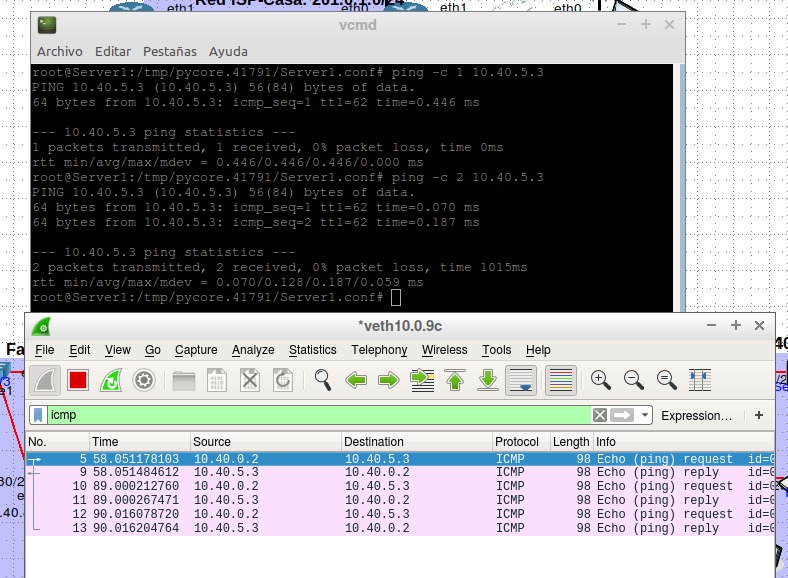 Red ISP-Casa: 201.6.1.0/24
eth1
eth1
eth0
vcmd
Archivo Editar Pestañas Ayuda
root@Server1:/tmp/pycore.41791/Server1.conf# ping -c 1 10.40.5.3
PING 10.40.5.3 (10.40.5.3) 56(84) bytes of data.
64 bytes from 10.40.5.3: icmp_seq=1 ttl=62 time=0.446 ms
--- 10.40.5.3 ping statistics ---
1 packets transmitted, 1 received, 0% packet loss, time 0ms
rtt min/avg/max/mdev = 0.446/0.446/0.446/0.000 ms
root@Server1:/tmp/pycore.41791/Server1.conf# ping -c 2 10.40.5.3
PING 10.40.5.3 (10.40.5.3) 56(84) bytes of data.
64 bytes from 10.40.5.3: icmp_seq=1 ttl=62 time=0.070 ms
64 bytes from 10.40.5.3: icmp_seq=2 ttl=62 time=0.187 ms
--- 10.40.5.3 ping statistics ---
2 packets transmitted, 2 received, 0% packet loss, time 1015ms
rtt min/avg/max/mdev = 0.070/0.128/0.187/0.059 ms
root@Server1:/tmp/pycore.41791/Server1.conf#
*veth10.0.9c
File Edit View Go Capture Analyze Statistics Telephony Wireless Tools Help
icmp Expression... +
No. Time Source Destination Protocol Length Info
5 58.051178103 10.40.0.2 10.40.5.3 ICMP 98 Echo (ping) request id=0
9 58.051484612 10.40.5.3 10.40.0.2 ICMP 98 Echo (ping) reply id=0
10 89.000212760 10.40.0.2 10.40.5.3 ICMP 98 Echo (ping) request id=0
11 89.000267471 10.40.5.3 10.40.0.2 ICMP 98 Echo (ping) reply id=0
12 90.016078720 10.40.0.2 10.40.5.3 ICMP 98 Echo (ping) request id=0
13 90.016204764 10.40.5.3 10.40.0.2 ICMP 98 Echo (ping) reply id=0